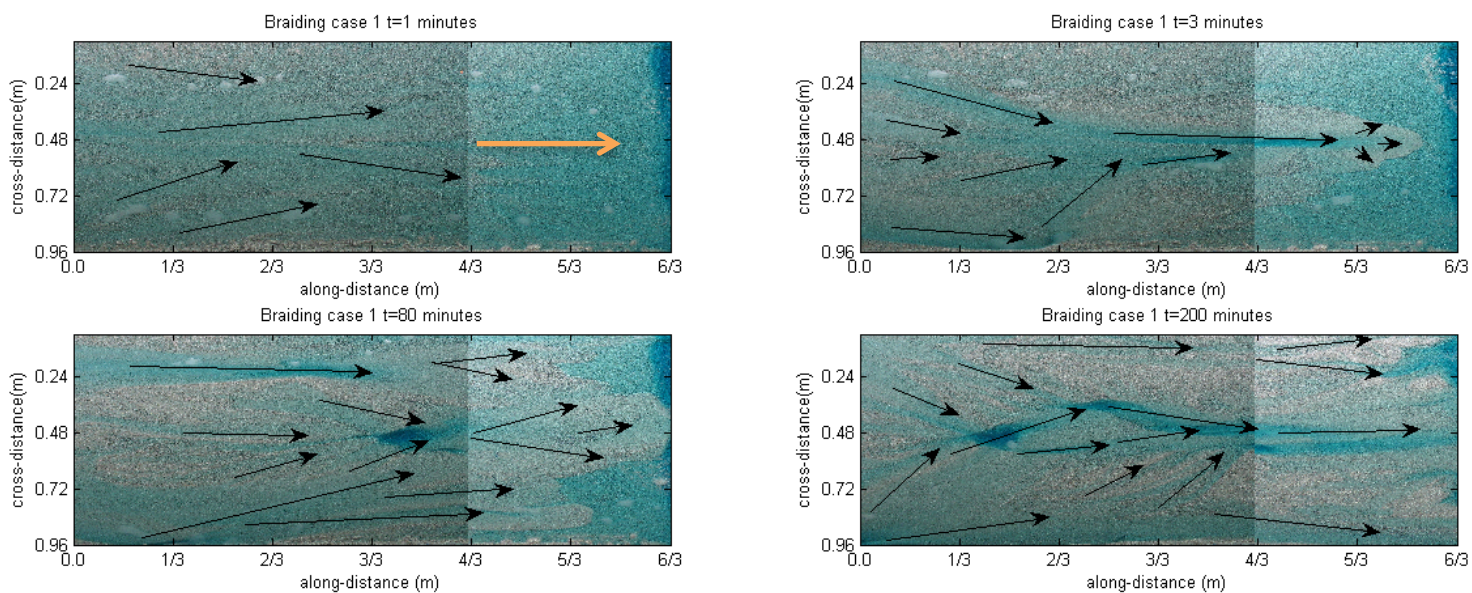 Braiding case 1 t=1 minutes
cross-distance(m)
0.24
0.48
0.72
0.96
0.0 1/3 2/3 3/3 4/3 5/3 6/3
along-distance (m)
Braiding case 1 t=3 minutes
cross-distance(m)
0.24
0.48
0.72
0.96
0.0 1/3 2/3 3/3 4/3 5/3 6/3
along-distance (m)
Braiding case 1 t=80 minutes
cross-distance(m)
0.24
0.48
0.72
0.96
0.0 1/3 2/3 3/3 4/3 5/3 6/3
along-distance (m)
Braiding case 1 t=200 minutes
cross-distance(m)
0.24
0.48
0.72
0.96
0.0 1/3 2/3 3/3 4/3 5/3 6/3
along-distance (m)